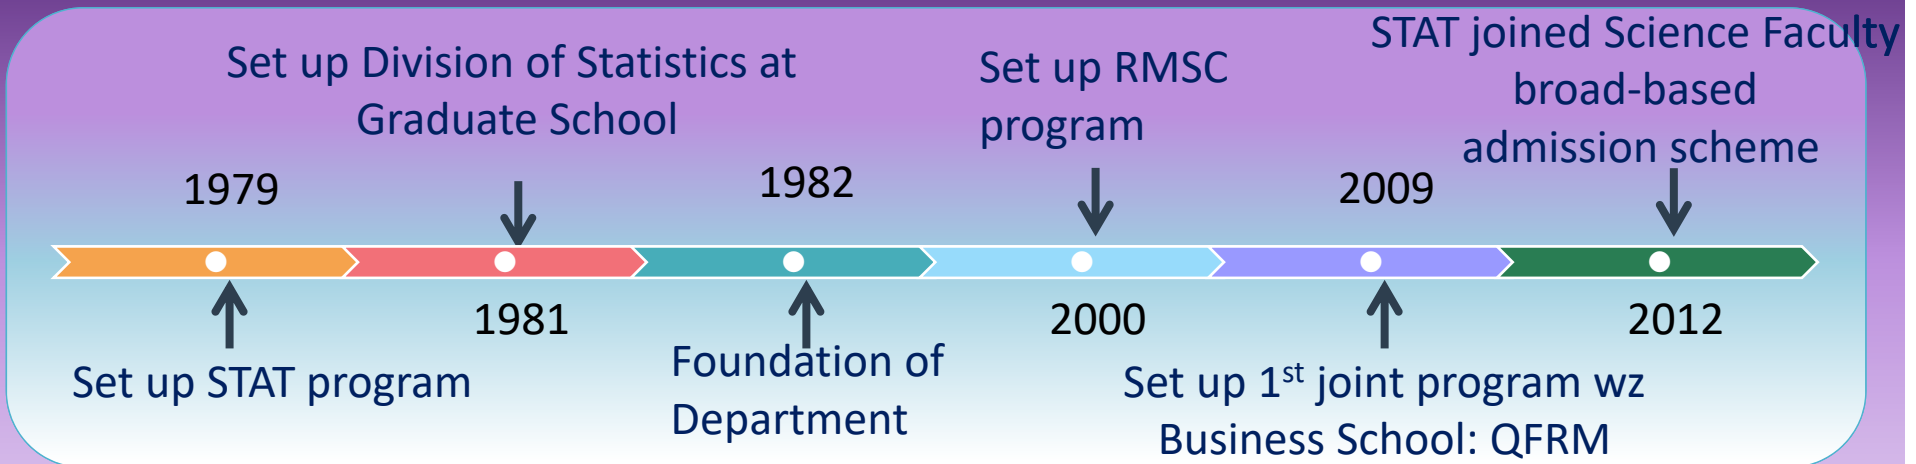 1979
Set up STAT program
Set up Division of Statistics at
Graduate School
1981
1982
Foundation of
Department
Set up RMSC
program
2000
2009
Set up 1st joint program wz
Business School: QFRM
STAT joined Science Faculty
broad-based
admission scheme
2012